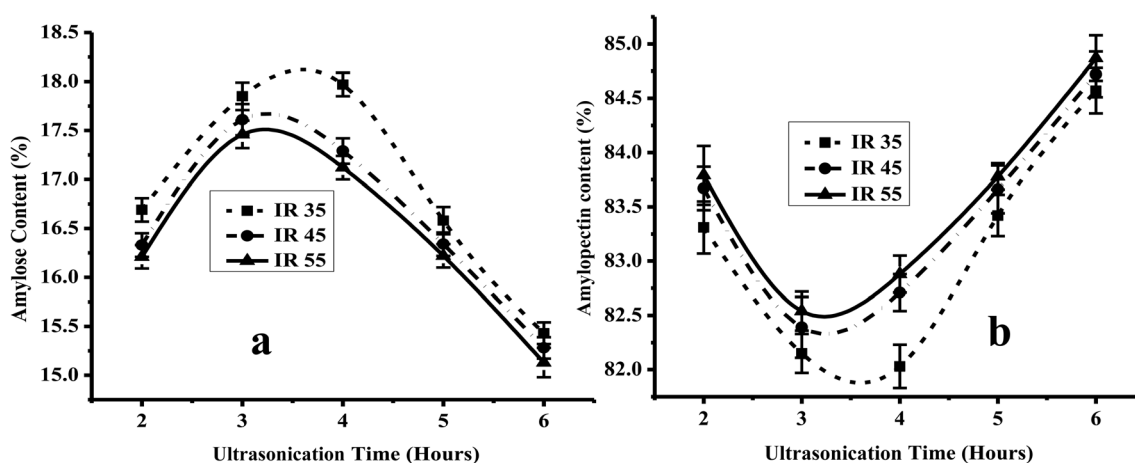 18.5
18.0
17.5
17.0
16.5
16.0
15.5
15.0
Amylose Content (%)
IR 35
IR 45
IR 55
a
2 3 4 5 6
Ultrasonication Time (Hours)
85.0
84.5
84.0
83.5
83.0
82.5
82.0
Amylopectin content (%)
IR 35
IR 45
IR 55
b
2 3 4 5 6
Ultrasonication Time (Hours)